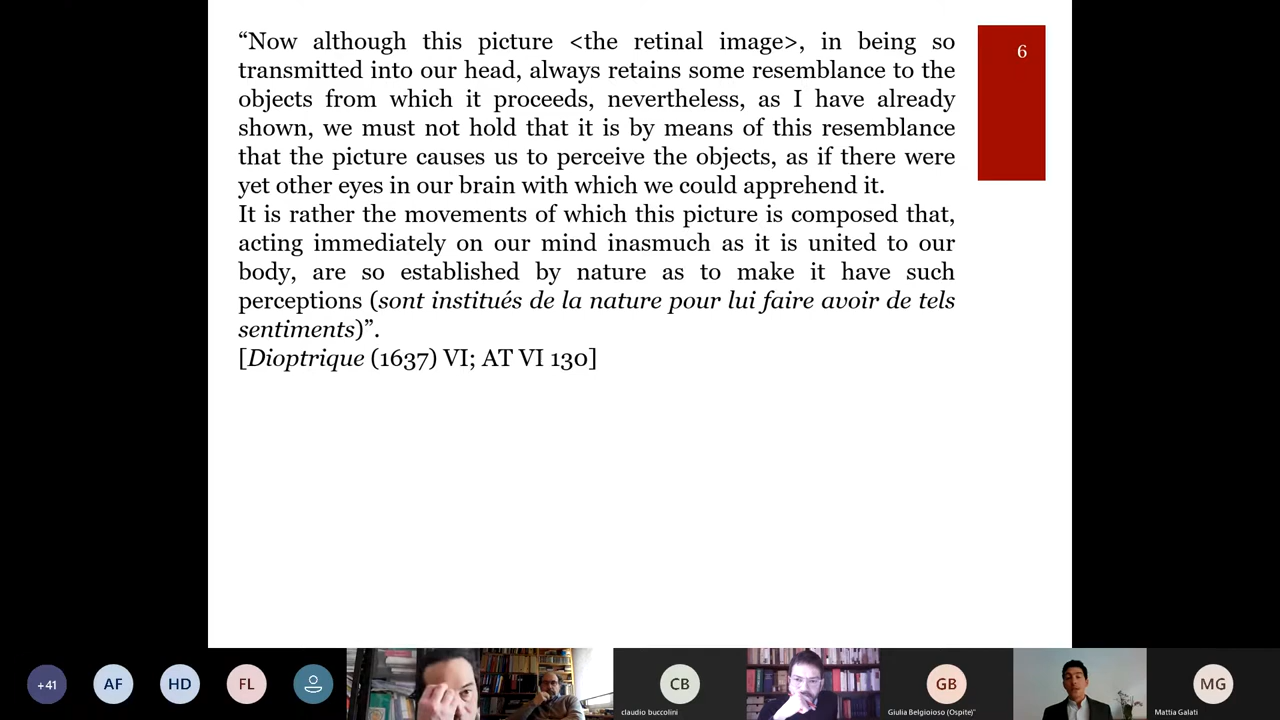 “Now although this picture <the retinal image>, in being so
transmitted into our head, always retains some resemblance to the
objects from which it proceeds, nevertheless, as I have already
shown, we must not hold that it is by means of this resemblance
that the picture causes us to perceive the objects, as if there were
yet other eyes in our brain with which we could apprehend it.
It is rather the movements of which this picture is composed that,
acting immediately on our mind inasmuch as it is united to our
body, are so established by nature as to make it have such
perceptions (sont institués de la nature pour lui faire avoir de tels
sentiments)”.
[Dioptrique (1637) VI; AT VI 130]
6
+41
AF
HD
FL
CB
claudio buccolini
GB
Giulia Belgioioso (Ospite)"
MG
Mattia Galati